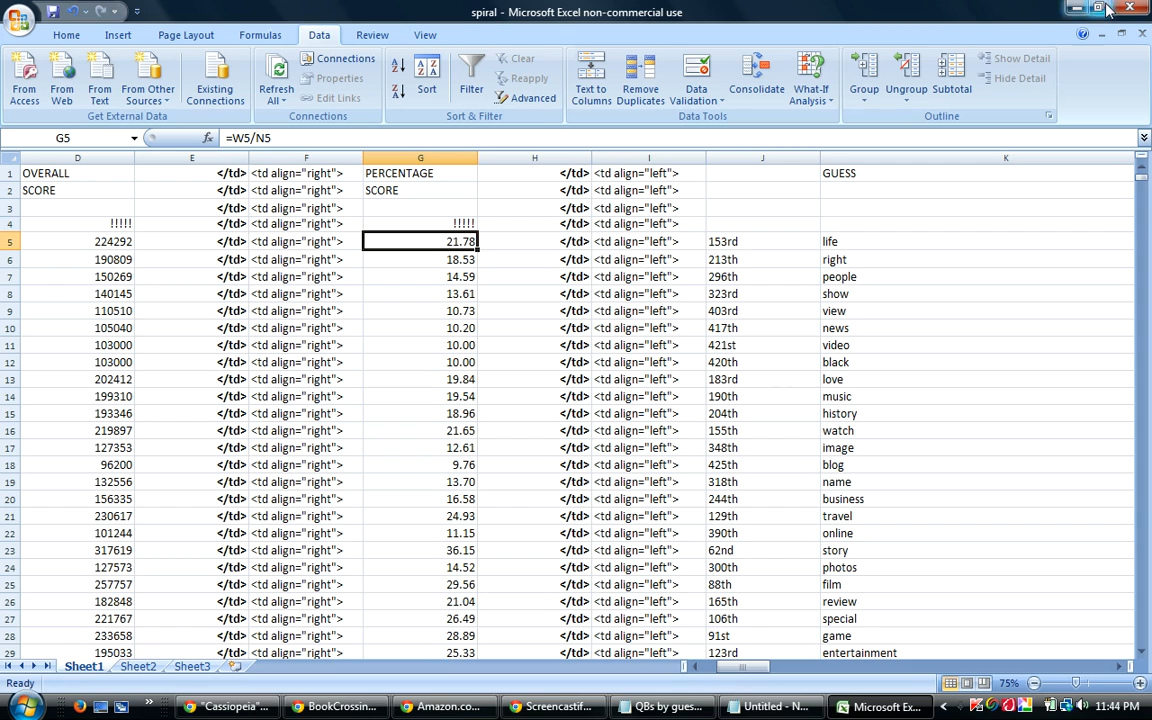 spiral - Microsoft Excel non-commercial use
Home Insert Page Layout Formulas Data Review View
From Access From Web From Text From Other Sources Existing Connections Refresh All Connections Properties Edit Links Sort Filter Clear Reapply Advanced Text to Columns Remove Duplicates Data Validation Consolidate What-If Analysis Group Ungroup Subtotal Show Detail Hide Detail
Get External Data Connections Sort & Filter Data Tools Outline
G5 fx =W5/N5
D E F G H I J K
1 OVERALL </td> <td align="right"> PERCENTAGE </td> <td align="left"> GUESS
2 SCORE </td> <td align="right"> SCORE </td> <td align="left">
3 </td> <td align="right"> </td> <td align="left">
4 !!!!! </td> <td align="right"> !!!!! </td> <td align="left">
5 224292 </td> <td align="right"> 21.78 </td> <td align="left"> 153rd life
6 190809 </td> <td align="right"> 18.53 </td> <td align="left"> 213th right
7 150269 </td> <td align="right"> 14.59 </td> <td align="left"> 296th people
8 140145 </td> <td align="right"> 13.61 </td> <td align="left"> 323rd show
9 110510 </td> <td align="right"> 10.73 </td> <td align="left"> 403rd view
10 105040 </td> <td align="right"> 10.20 </td> <td align="left"> 417th news
11 103000 </td> <td align="right"> 10.00 </td> <td align="left"> 421st video
12 103000 </td> <td align="right"> 10.00 </td> <td align="left"> 420th black
13 202412 </td> <td align="right"> 19.84 </td> <td align="left"> 183rd love
14 199310 </td> <td align="right"> 19.54 </td> <td align="left"> 190th music
15 193346 </td> <td align="right"> 18.96 </td> <td align="left"> 204th history
16 219897 </td> <td align="right"> 21.65 </td> <td align="left"> 155th watch
17 127353 </td> <td align="right"> 12.61 </td> <td align="left"> 348th image
18 96200 </td> <td align="right"> 9.76 </td> <td align="left"> 425th blog
19 132556 </td> <td align="right"> 13.70 </td> <td align="left"> 318th name
20 156335 </td> <td align="right"> 16.58 </td> <td align="left"> 244th business
21 230617 </td> <td align="right"> 24.93 </td> <td align="left"> 129th travel
22 101244 </td> <td align="right"> 11.15 </td> <td align="left"> 390th online
23 317619 </td> <td align="right"> 36.15 </td> <td align="left"> 62nd story
24 127573 </td> <td align="right"> 14.52 </td> <td align="left"> 300th photos
25 257757 </td> <td align="right"> 29.56 </td> <td align="left"> 88th film
26 182848 </td> <td align="right"> 21.04 </td> <td align="left"> 165th review
27 221767 </td> <td align="right"> 26.49 </td> <td align="left"> 106th special
28 233658 </td> <td align="right"> 28.89 </td> <td align="left"> 91st game
29 195033 </td> <td align="right"> 25.33 </td> <td align="left"> 123rd entertainment
Sheet1 Sheet2 Sheet3
Ready 75%
"Cassiopeia"... BookCrossing... Amazon.co... Screencastif... QBs by gues... Untitled - N... Microsoft Ex... 11:44 PM